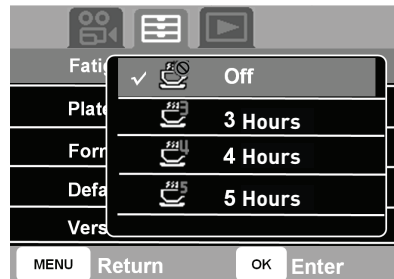 Fatig
Off
Plate
3 Hours
Form
4 Hours
Defa
5 Hours
Vers
MENU Return
OK Enter